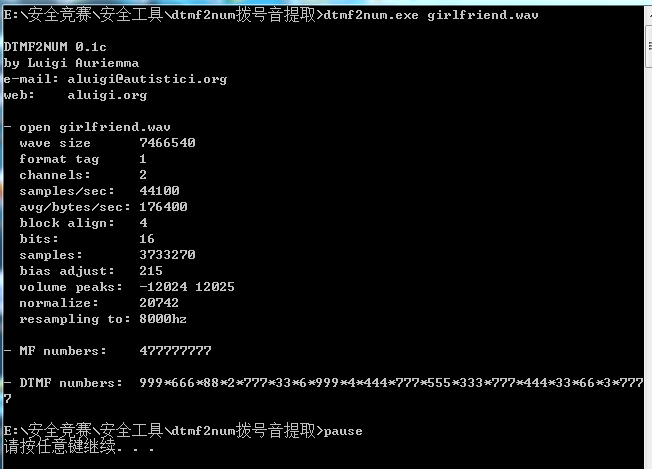 E:\安全竞赛\安全工具\dtmf2num拨号音提取>dtmf2num.exe girlfriend.wav
DTMF2NUM 0.1c
by Luigi Auriemma
e-mail: aluigi@autistici.org
web:    aluigi.org
- open girlfriend.wav
  wave size      7466540
  format tag     1
  channels:      2
  samples/sec:   44100
  avg/bytes/sec: 176400
  block align:   4
  bits:          16
  samples:       3733270
  bias adjust:   215
  volume peaks:  -12024 12025
  normalize:     20742
  resampling to: 8000hz
- MF numbers:    477777777
- DTMF numbers:  999*666*88*2*777*33*6*999*4*444*777*555*333*777*444*33*66*3*777
7
E:\安全竞赛\安全工具\dtmf2num拨号音提取>pause
请按任意键继续. . .